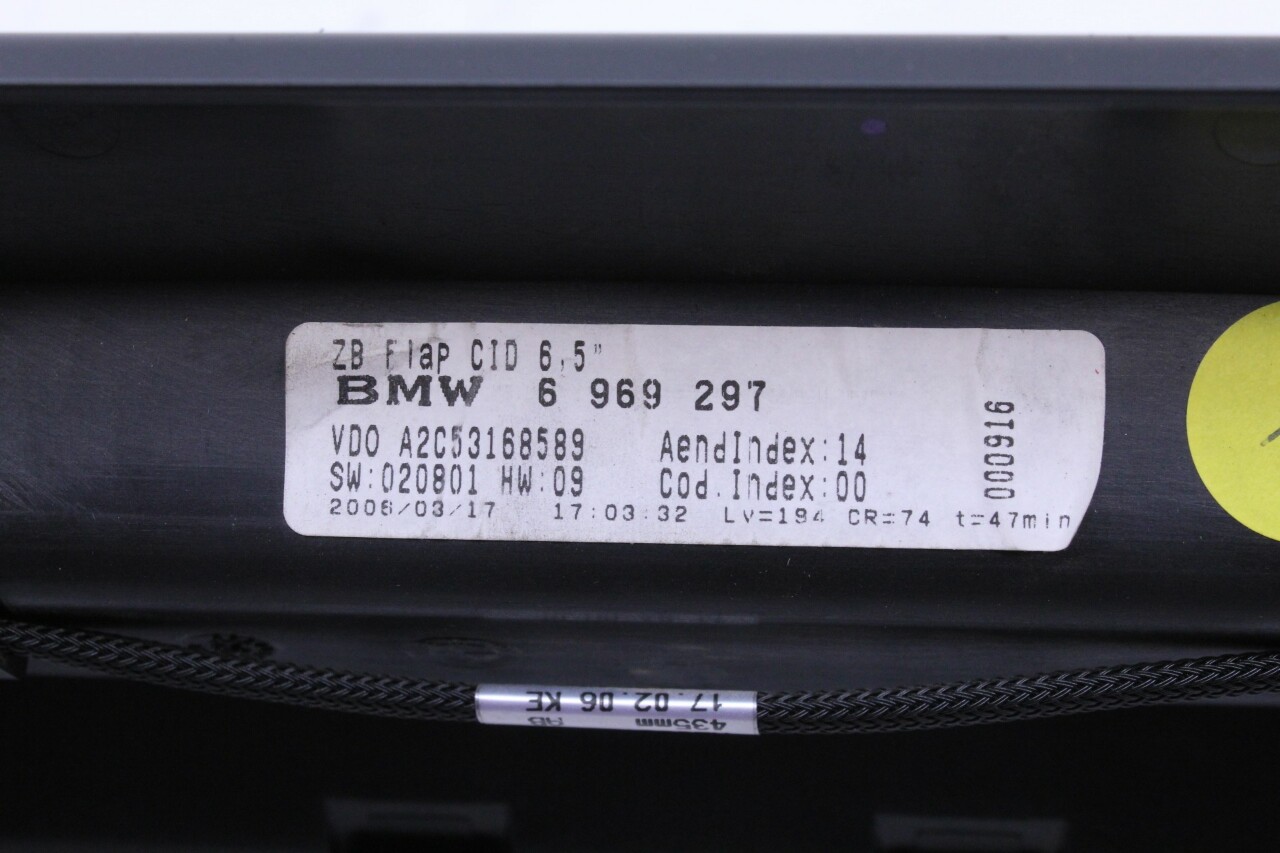 ZB Flap CID 6,5"
BMW 6 969 297
VDO A2C53168589 AendIndex:14
SW:020801 HW:09 Cod.Index:00
2006/03/17 17:03:32 Lv=194 CR=74 t=47min
000916
435mm AB
17.02.06 KE